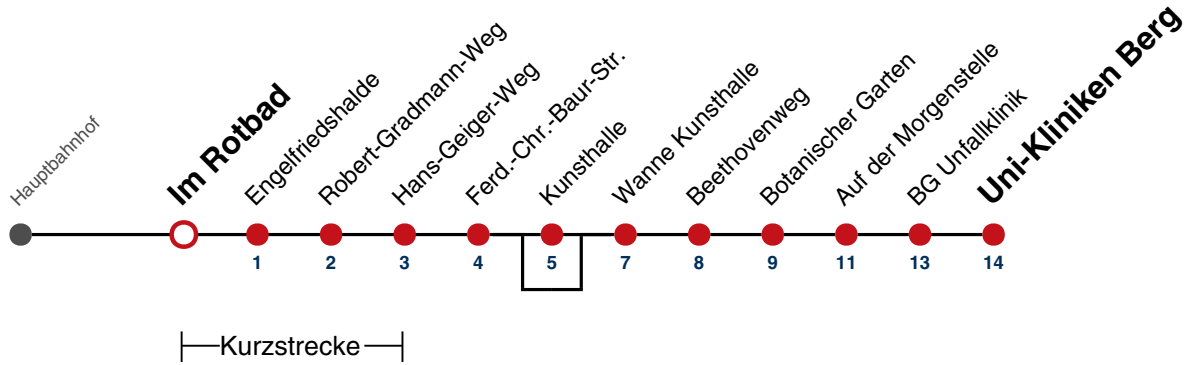 Hauptbahnhof
Im Rotbad
Engelfriedshalde
Robert-Gradmann-Weg
Hans-Geiger-Weg
Ferd.-Chr.-Baur-Str.
Kunsthalle
Wanne Kunsthalle
Beethovenweg
Botanischer Garten
Auf der Morgenstelle
BG Unfallklinik
Uni-Kliniken Berg
1 2 3 4 5 7 8 9 11 13 14
Kurzstrecke